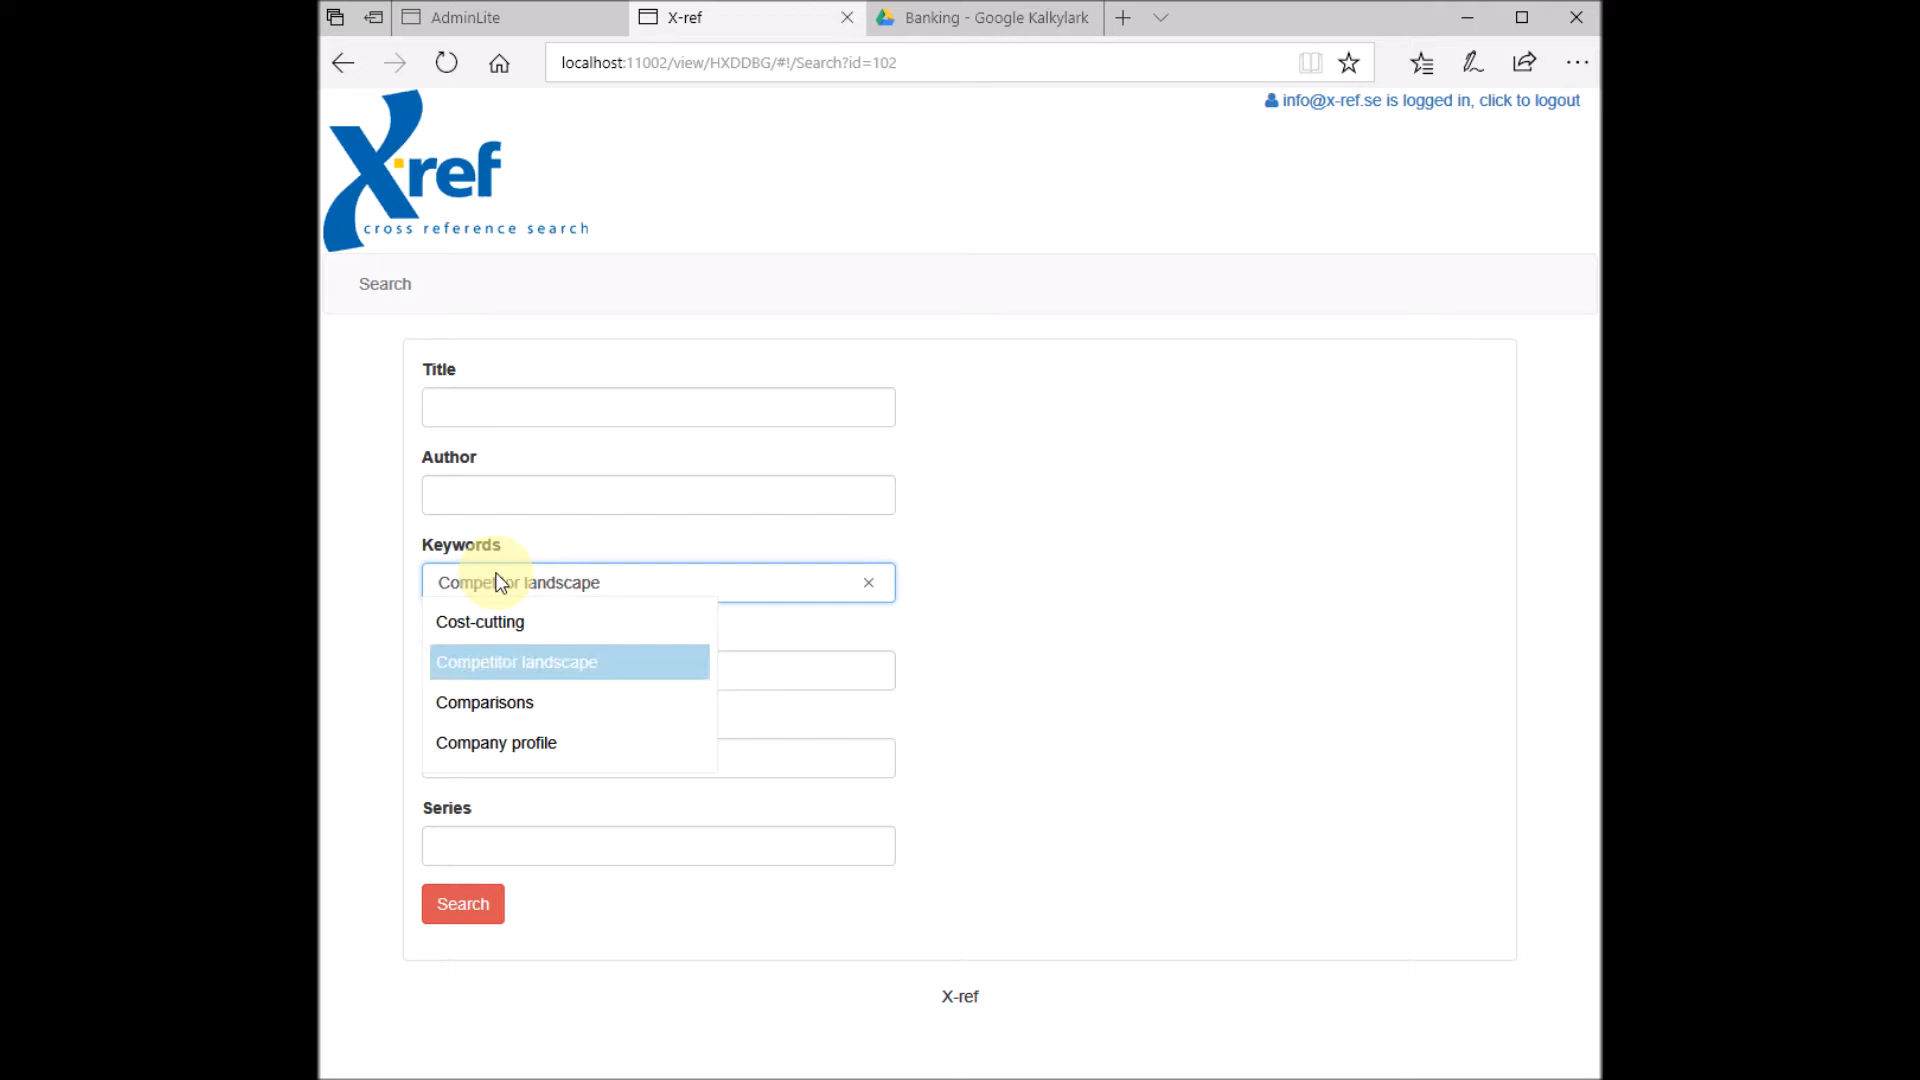 AdminLite
X-ref
Banking - Google Kalkylark
localhost:11002/view/HXDDBG/#!/Search?id=102
info@x-ref.se is logged in, click to logout
X-ref
cross reference search
Search
Title
Author
Keywords
Competitor landscape
Cost-cutting
Competitor landscape
Comparisons
Company profile
Series
Search
X-ref